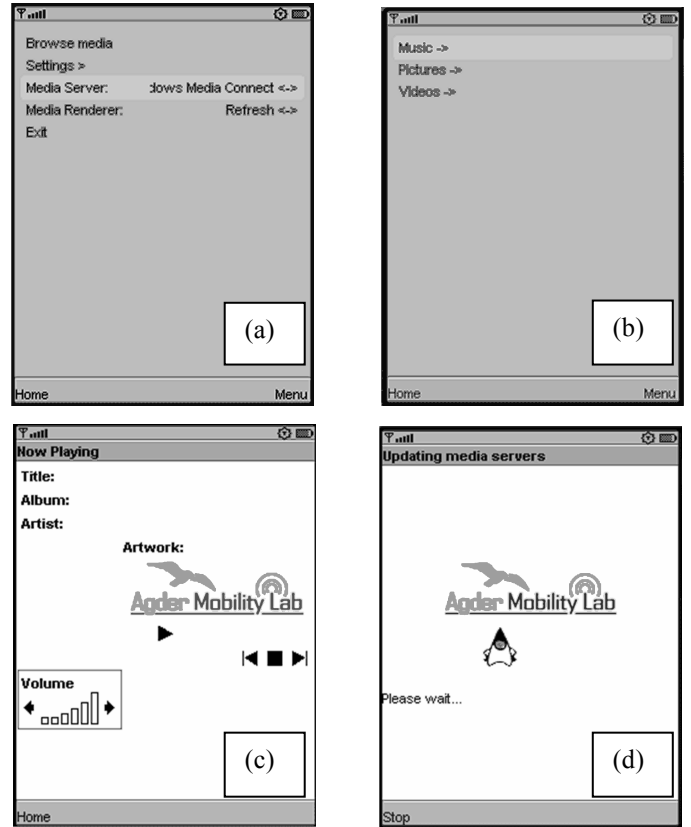 Browse media
Settings >
Media Server: dows Media Connect <->
Media Renderer: Refresh <->
Exit
(a)
Home Menu
Music ->
Pictures ->
Videos ->
(b)
Home Menu
Now Playing
Title:
Album:
Artist:
Artwork:
Agder Mobility Lab
Volume
(c)
Home
Updating media servers
Agder Mobility Lab
Please wait...
(d)
Stop